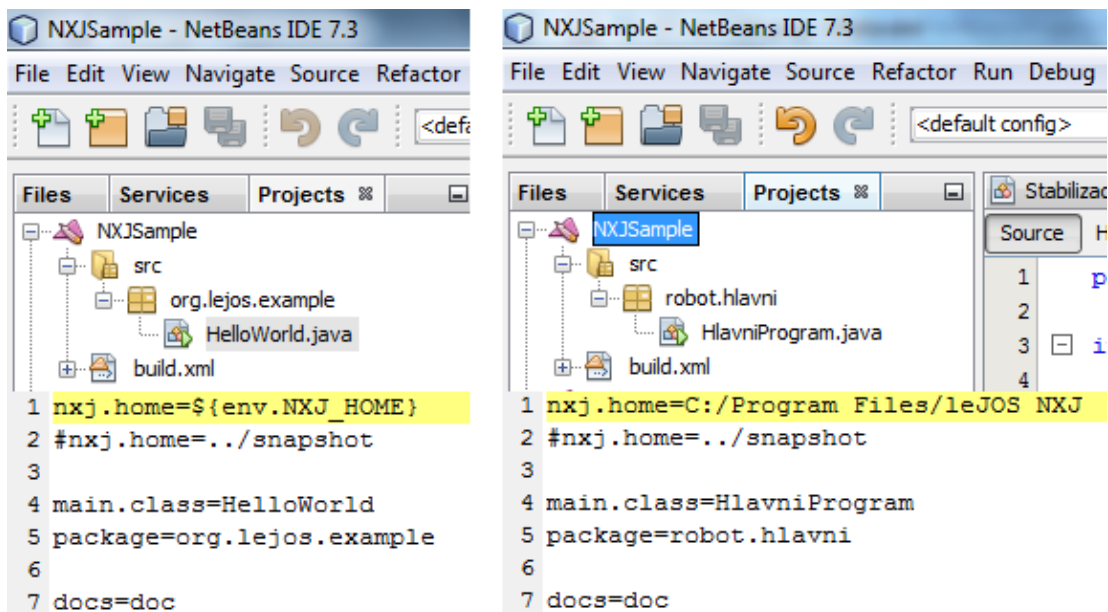 NXJSample - NetBeans IDE 7.3
File Edit View Navigate Source Refactor
Files Services Projects
NXJSample
src
org.lejos.example
HelloWorld.java
build.xml
1 nxj.home=${env.NXJ_HOME}
2 #nxj.home=../snapshot
3
4 main.class=HelloWorld
5 package=org.lejos.example
6
7 docs=doc
NXJSample - NetBeans IDE 7.3
File Edit View Navigate Source Refactor Run Debug
<default config>
Files Services Projects
NXJSample
src
robot.hlavni
HlavniProgram.java
build.xml
Source
1
2
3
4
1 nxj.home=C:/Program Files/leJOS NXJ
2 #nxj.home=../snapshot
3
4 main.class=HlavniProgram
5 package=robot.hlavni
6
7 docs=doc